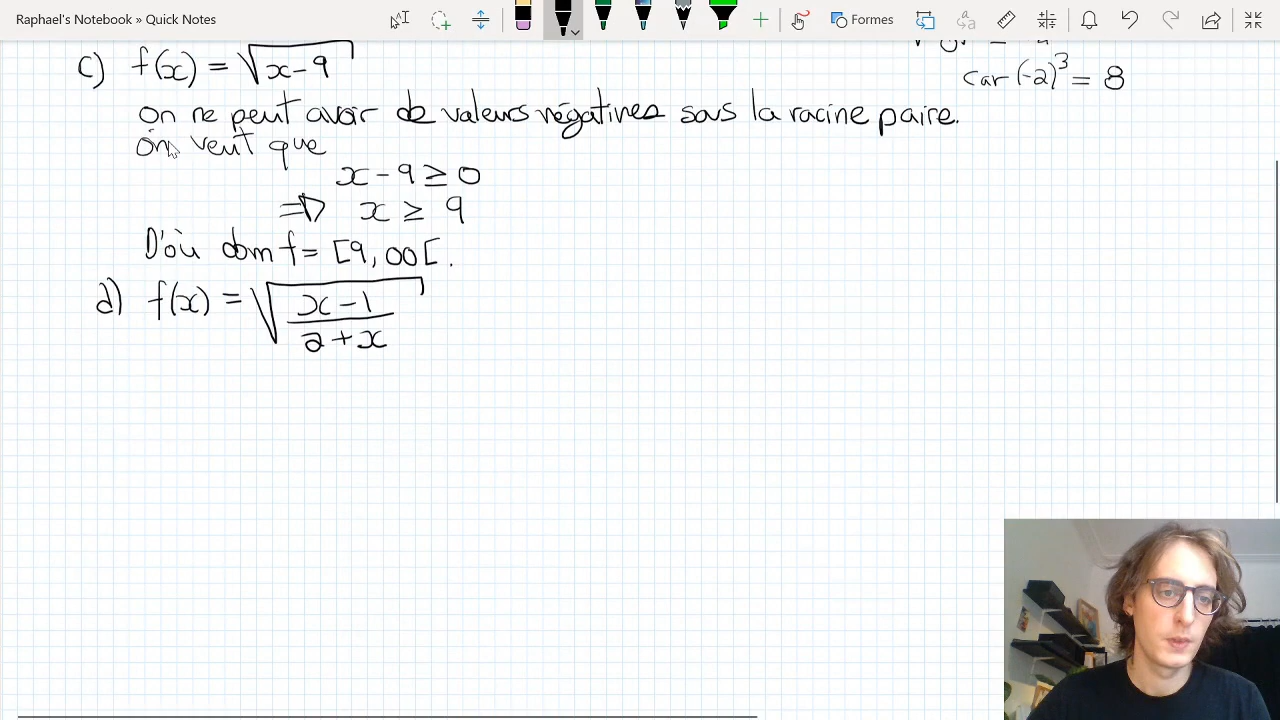 Raphael's Notebook » Quick Notes
Formes
car (-2)³ = 8
c) f(x) = √(x-9)
on ne peut avoir de valeurs négatives sous la racine paire.
on veut que
x - 9 ≥ 0
⇒ x ≥ 9
D'où dom f = [9, ∞[.
d) f(x) = √((x-1)/(2+x))